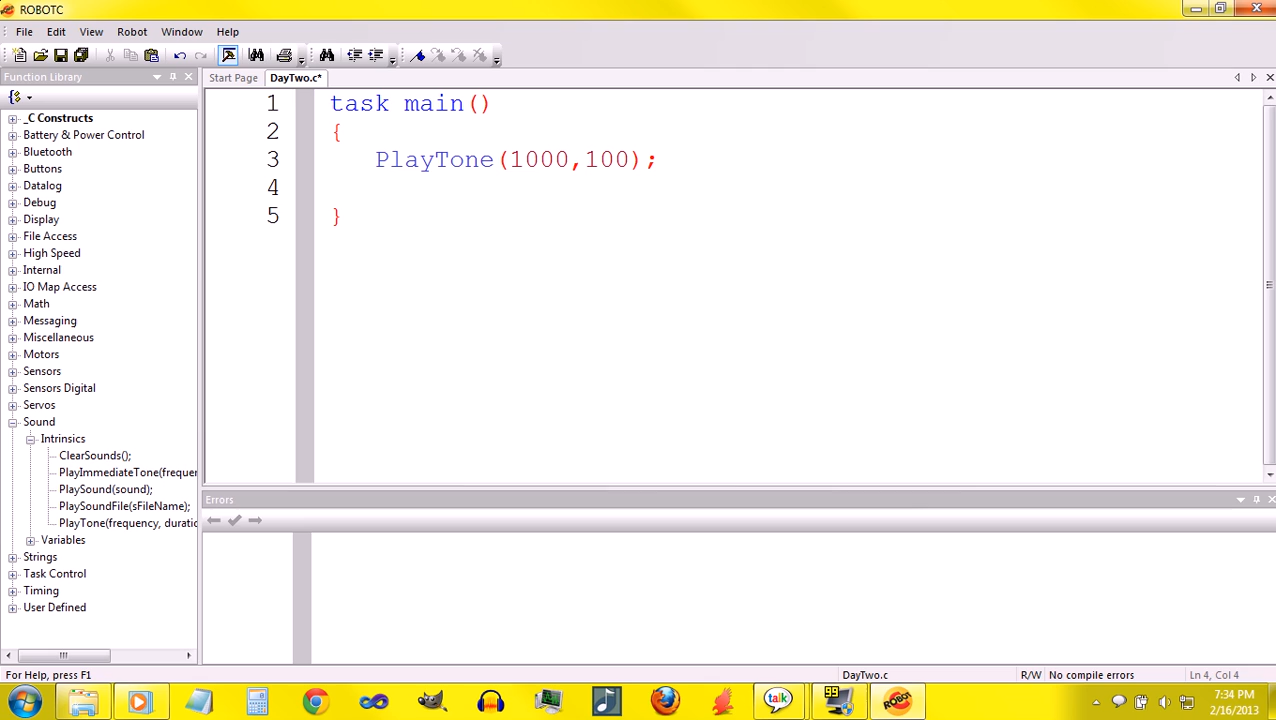 ROBOTC
File Edit View Robot Window Help
Function Library
Start Page DayTwo.c*
_C Constructs
Battery & Power Control
Bluetooth
Buttons
Datalog
Debug
Display
File Access
High Speed
Internal
IO Map Access
Math
Messaging
Miscellaneous
Motors
Sensors
Sensors Digital
Servos
Sound
Intrinsics
ClearSounds();
PlayImmediateTone(frequen
PlaySound(sound);
PlaySoundFile(sFileName);
PlayTone(frequency, duratio
Variables
Strings
Task Control
Timing
User Defined
1 task main()
2 {
3 PlayTone(1000,100);
4
5 }
Errors
For Help, press F1 DayTwo.c R/W No compile errors Ln 4, Col 4
talk
99
ROBOT
7:34 PM
2/16/2013